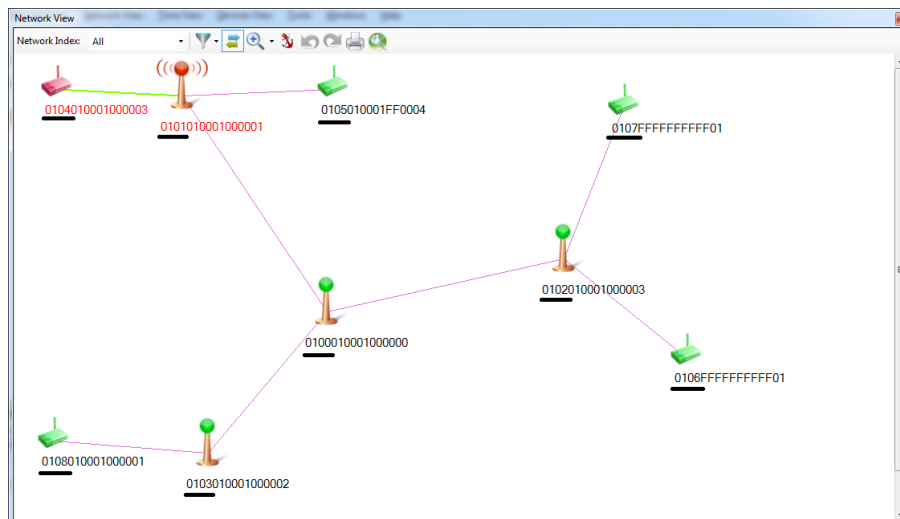 Network View
Network Index: All
0104010001000003
0101010001000001
0105010001FF0004
0107FFFFFFFFFF01
0102010001000003
0100010001000000
0106FFFFFFFFFF01
0108010001000001
0103010001000002